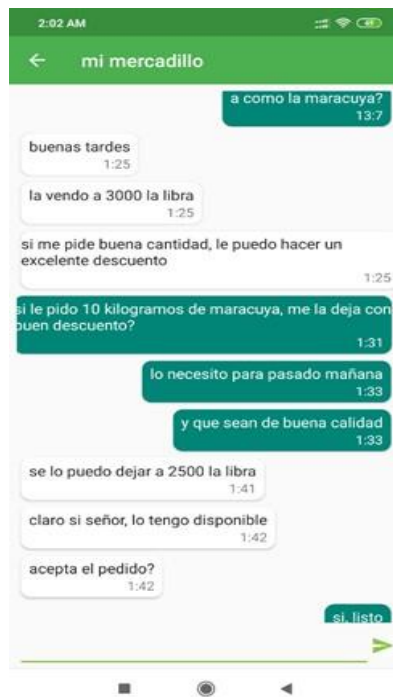 2:02 AM
mi mercadillo
a como la maracuya?
13:7
buenas tardes
1:25
la vendo a 3000 la libra
1:25
si me pide buena cantidad, le puedo hacer un
excelente descuento
1:25
si le pido 10 kilogramos de maracuya, me la deja con
buen descuento?
1:31
lo necesito para pasado mañana
1:33
y que sean de buena calidad
1:33
se lo puedo dejar a 2500 la libra
1:41
claro si señor, lo tengo disponible
1:42
acepta el pedido?
1:42
si, listo